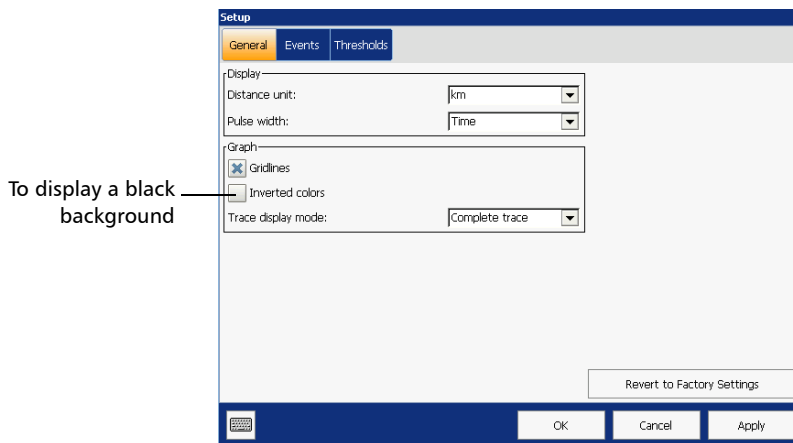 Setup
General Events Thresholds
Display
Distance unit: km
Pulse width: Time
Graph
Gridlines
To display a black
background
Inverted colors
Trace display mode: Complete trace
Revert to Factory Settings
OK Cancel Apply